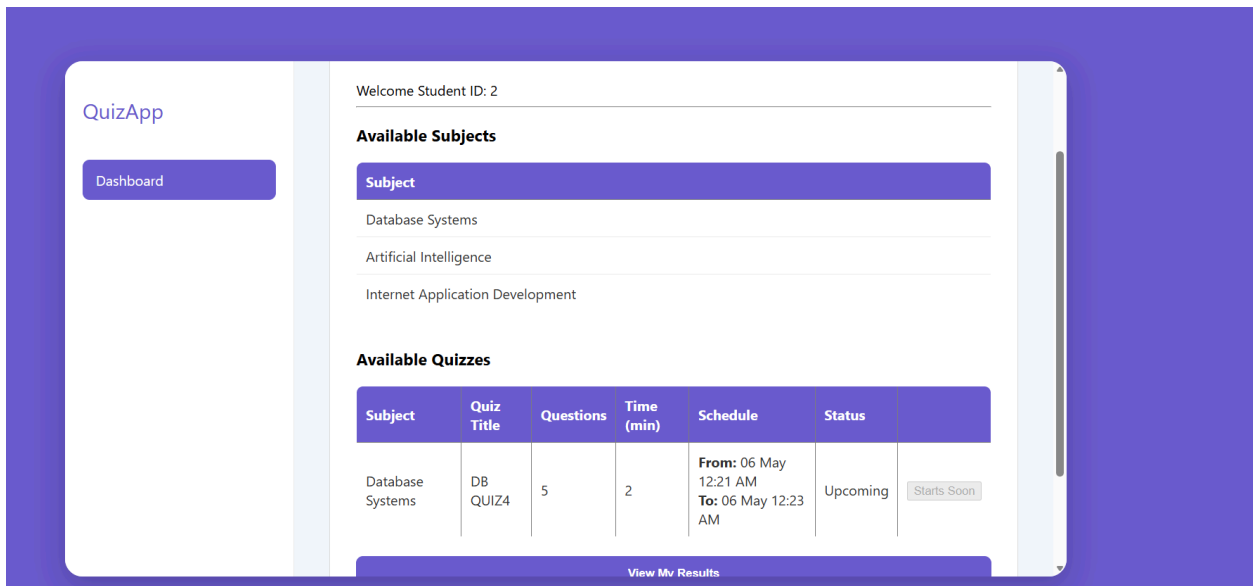 QuizApp
Dashboard
Welcome Student ID: 2
Available Subjects
Subject
Database Systems
Artificial Intelligence
Internet Application Development
Available Quizzes
Subject
Quiz
Title
Questions
Time
(min)
Schedule
Status
Database
Systems
DB
QUIZ4
5
2
From: 06 May
12:21 AM
To: 06 May 12:23
AM
Upcoming
Starts Soon
View My Results